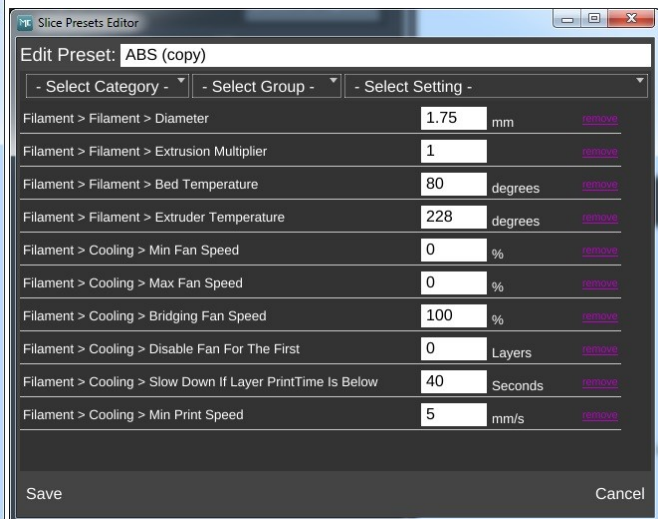 MC Slice Presets Editor
Edit Preset: ABS (copy)
- Select Category - - Select Group - - Select Setting -
Filament > Filament > Diameter 1.75 mm remove
Filament > Filament > Extrusion Multiplier 1 remove
Filament > Filament > Bed Temperature 80 degrees remove
Filament > Filament > Extruder Temperature 228 degrees remove
Filament > Cooling > Min Fan Speed 0 % remove
Filament > Cooling > Max Fan Speed 0 % remove
Filament > Cooling > Bridging Fan Speed 100 % remove
Filament > Cooling > Disable Fan For The First 0 Layers remove
Filament > Cooling > Slow Down If Layer PrintTime Is Below 40 Seconds remove
Filament > Cooling > Min Print Speed 5 mm/s remove
Save Cancel